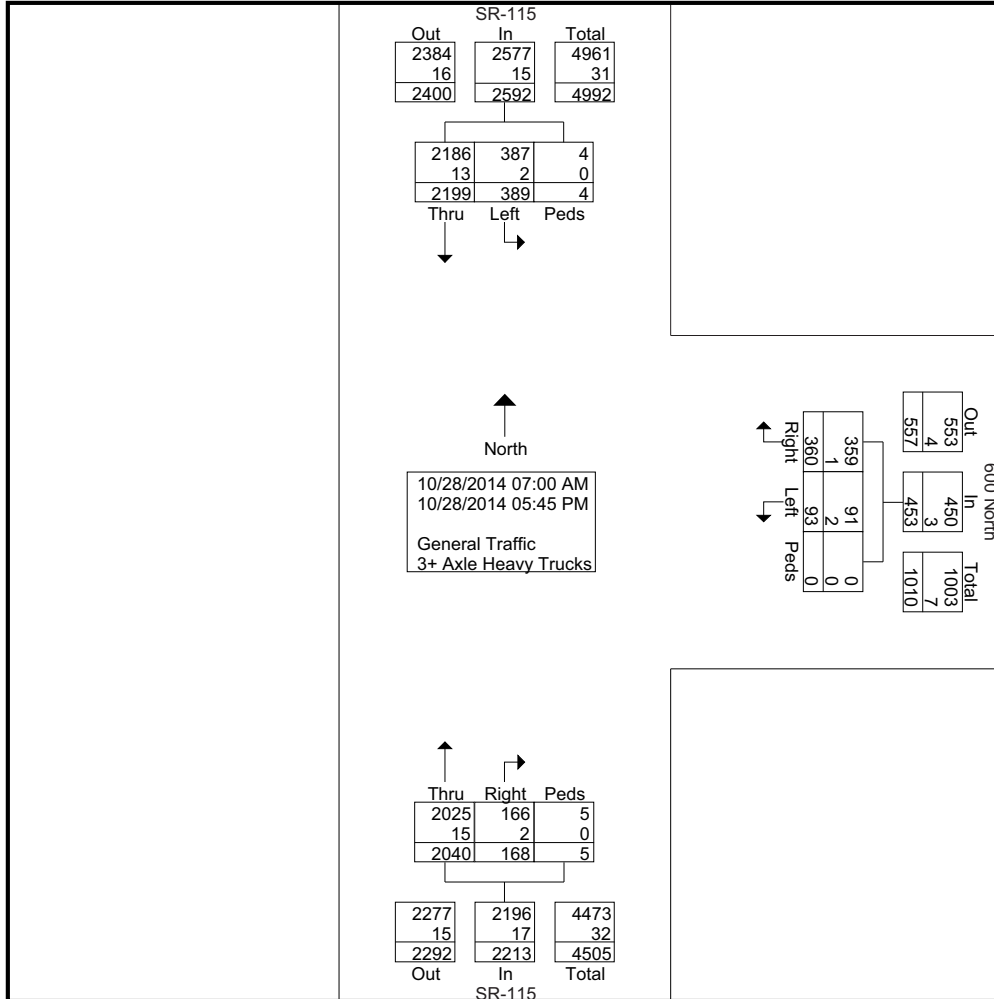 SR-115
Out In Total
2384 2577 4961
16 15 31
2400 2592 4992
2186 387 4
13 2 0
2199 389 4
Thru Left Peds
North
10/28/2014 07:00 AM
10/28/2014 05:45 PM
General Traffic
3+ Axle Heavy Trucks
600 North
Out In Total
553 450 1003
4 3 7
557 453 1010
359 91 0
1 2 0
360 93 0
Right Left Peds
Thru Right Peds
2025 166 5
15 2 0
2040 168 5
2277 2196 4473
15 17 32
2292 2213 4505
Out In Total
SR-115